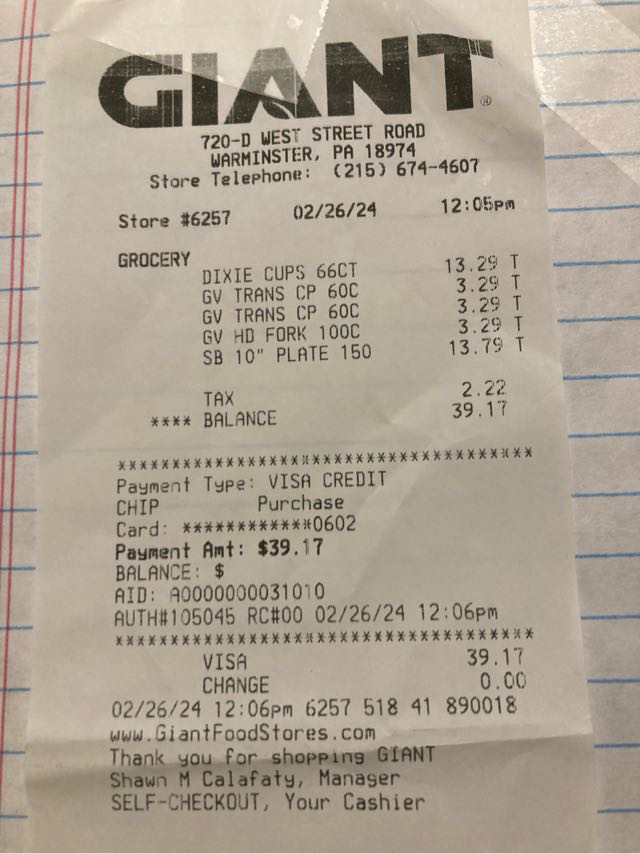 GIANT®
720-D WEST STREET ROAD
WARMINSTER, PA 18974
Store Telephone: (215) 674-4607
Store #6257 02/26/24 12:05pm
GROCERY
DIXIE CUPS 66CT 13.29 T
GV TRANS CP 60C 3.29 T
GV TRANS CP 60C 3.29 T
GV HD FORK 100C 3.29 T
SB 10" PLATE 150 13.79 T
TAX 2.22
**** BALANCE 39.17
***************************************
Payment Type: VISA CREDIT
CHIP Purchase
Card: ************0602
Payment Amt: $39.17
BALANCE: $
AID: A0000000031010
AUTH#105045 RC#00 02/26/24 12:06pm
***************************************
VISA 39.17
CHANGE 0.00
02/26/24 12:06pm 6257 518 41 890018
www.GiantFoodStores.com
Thank you for shopping GIANT
Shawn M Calafaty, Manager
SELF-CHECKOUT, Your Cashier